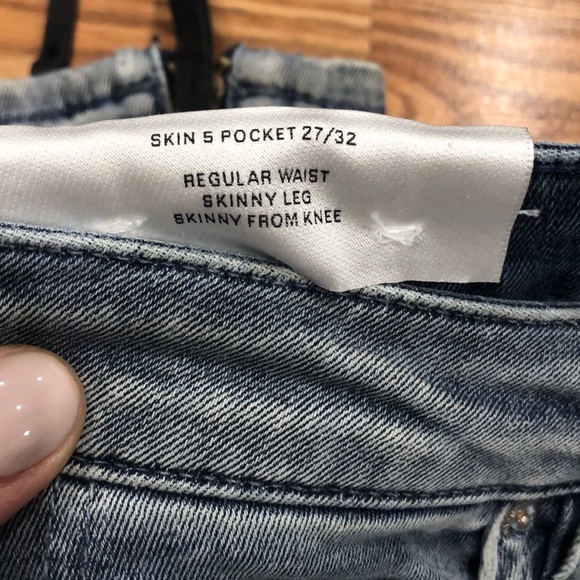 SKIN 5 POCKET 27/32
REGULAR WAIST
SKINNY LEG
SKINNY FROM KNEE